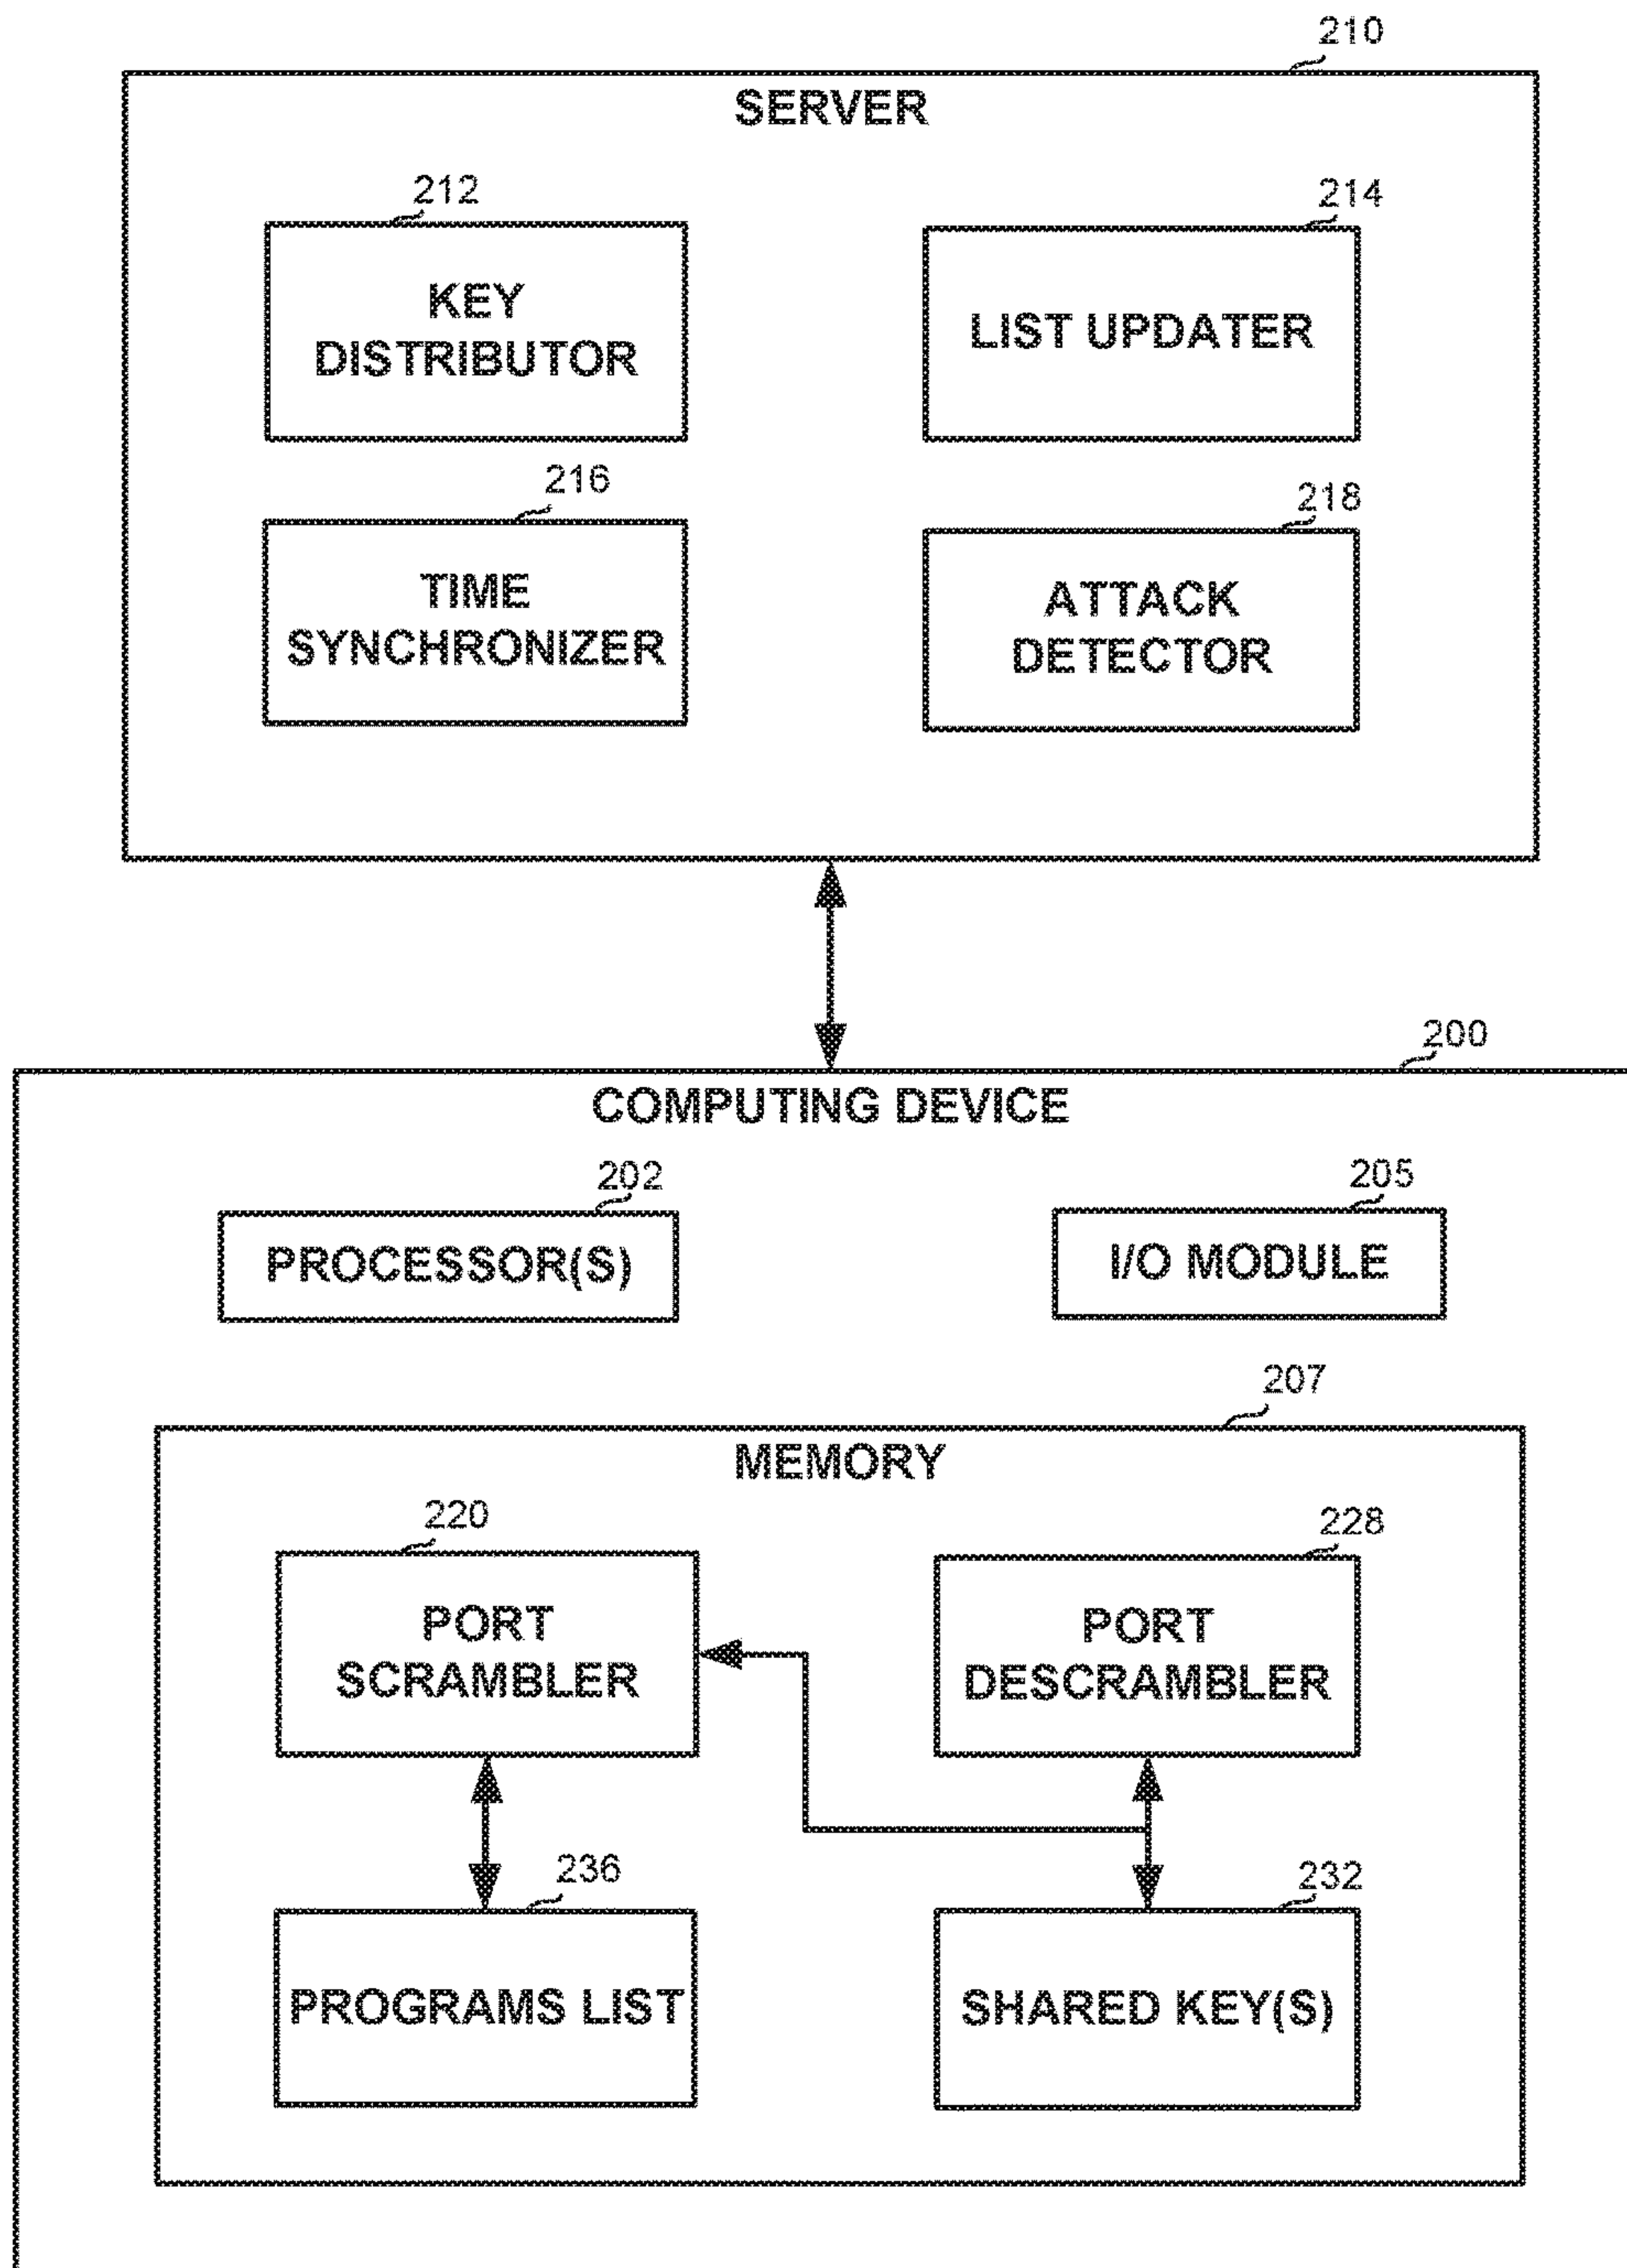 210
SERVER
212
KEY
DISTRIBUTOR
214
LIST UPDATER
216
TIME
SYNCHRONIZER
218
ATTACK
DETECTOR
200
COMPUTING DEVICE
202
PROCESSOR(S)
205
I/O MODULE
207
MEMORY
220
PORT
SCRAMBLER
228
PORT
DESCRAMBLER
236
PROGRAMS LIST
232
SHARED KEY(S)